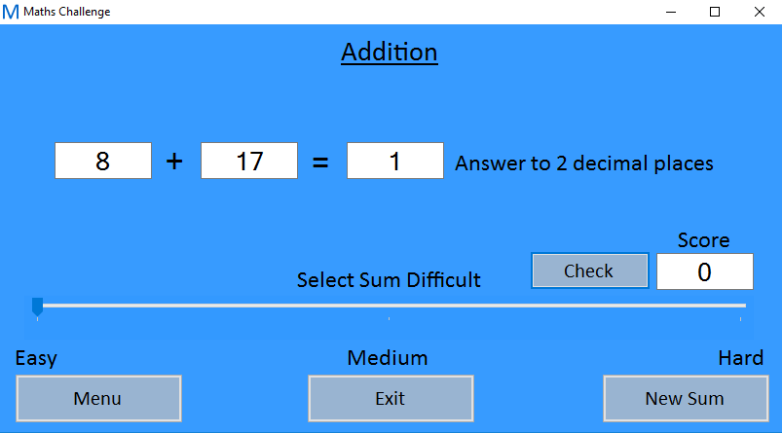 M Maths Challenge
Addition
8 + 17 = 1 Answer to 2 decimal places
Score
Select Sum Difficult Check 0
Easy Medium Hard
Menu Exit New Sum